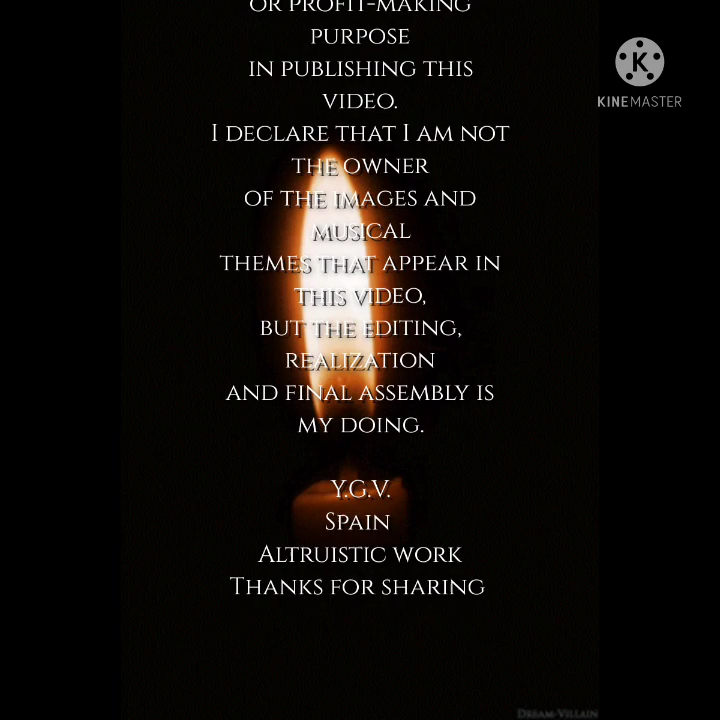 OR PROFIT-MAKING
PURPOSE
IN PUBLISHING THIS
VIDEO.
I DECLARE THAT I AM NOT
THE OWNER
OF THE IMAGES AND
MUSICAL
THEMES THAT APPEAR IN
THIS VIDEO,
BUT THE EDITING,
REALIZATION
AND FINAL ASSEMBLY IS
MY DOING.
Y.G.V.
Spain
Altruistic work
Thanks for sharing
KINEMASTER
Dream-Villain